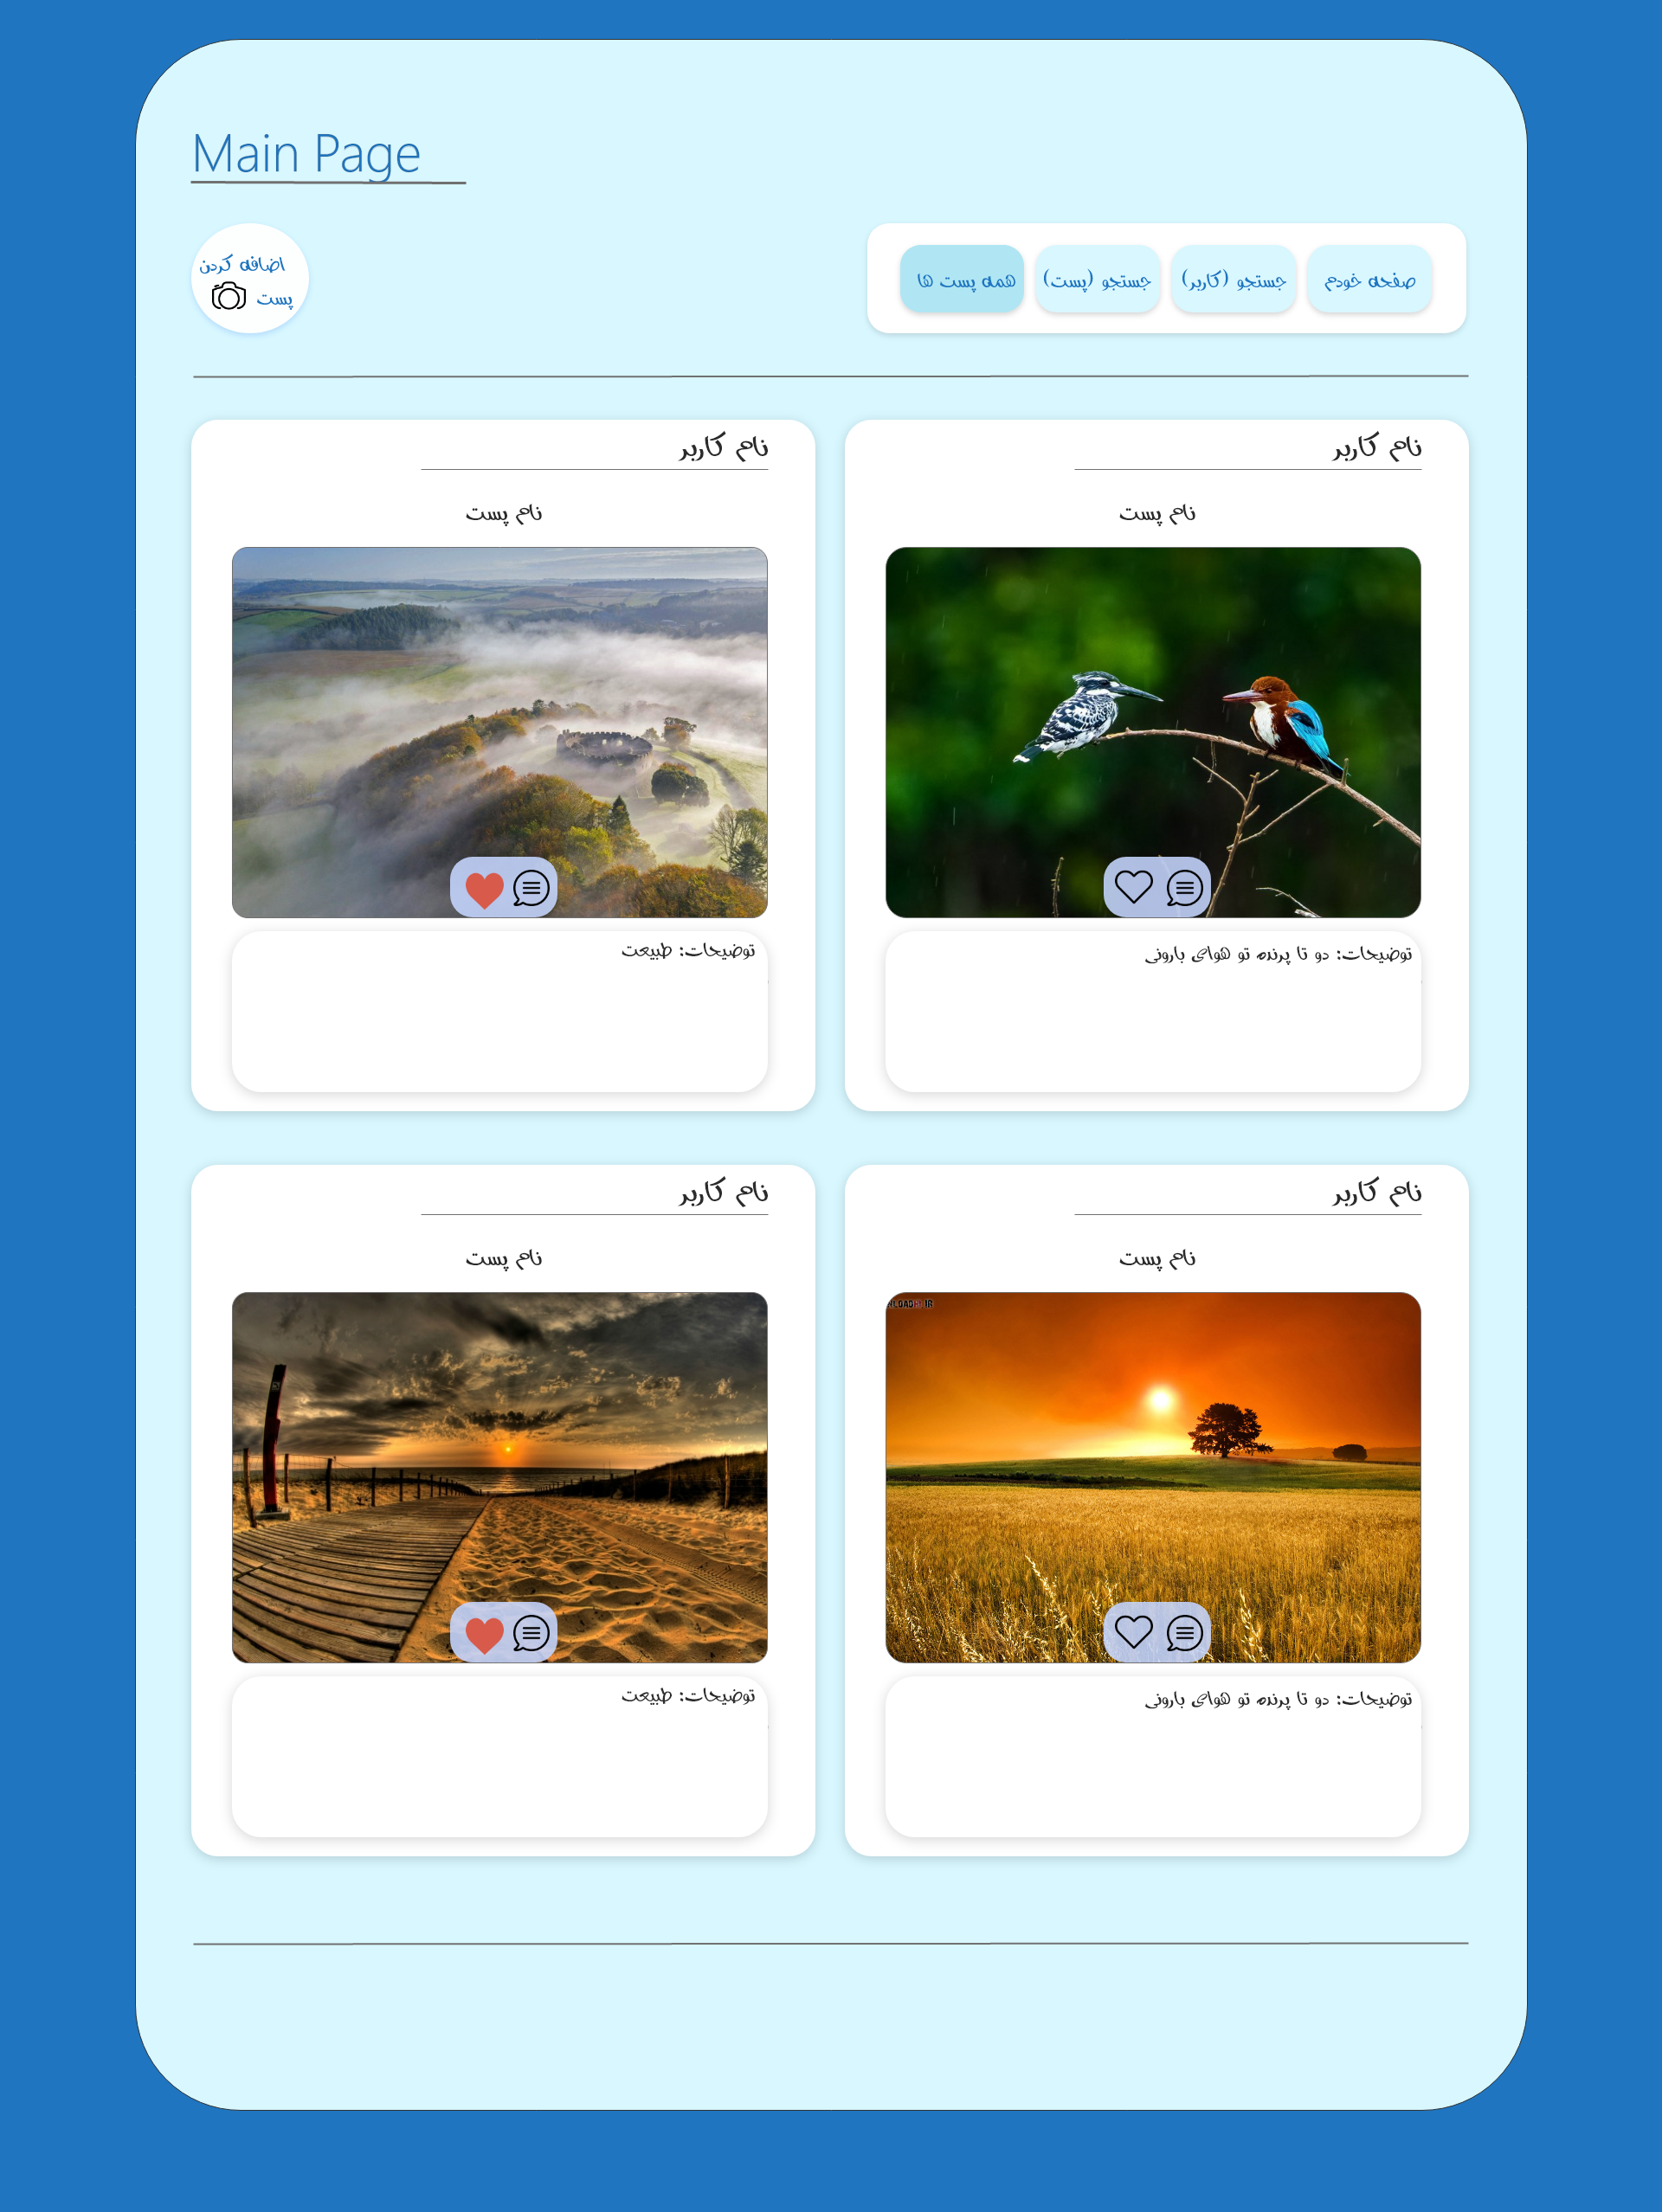 Main Page
صفحه خودم
جستجو (کاربر)
جستجو (پست)
همه پست ها
اضافه کردن
پست
نام کاربر
نام پست
توضیحات: دو تا پرنده تو هوای بارونی
نام کاربر
نام پست
توضیحات: طبیعت
نام کاربر
نام پست
توضیحات: دو تا پرنده تو هوای بارونی
نام کاربر
نام پست
توضیحات: طبیعت